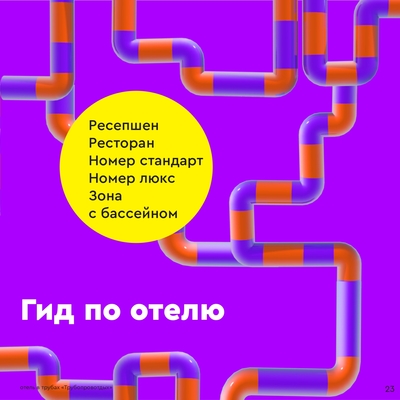 Ресепшен
Ресторан
Номер стандарт
Номер люкс
Зона
с бассейном
Гид по отелю
23